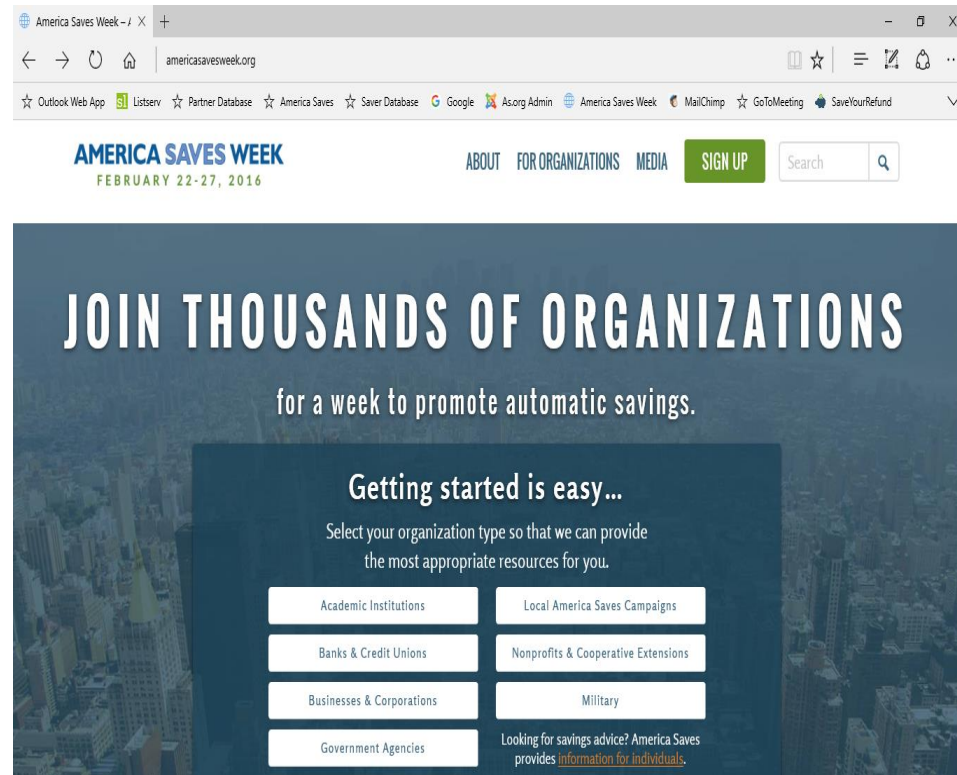 America Saves Week – A
americasavesweek.org
Outlook Web App Listserv Partner Database America Saves Saver Database Google As.org Admin America Saves Week MailChimp GoToMeeting SaveYourRefund
AMERICA SAVES WEEK
FEBRUARY 22-27, 2016
ABOUT FOR ORGANIZATIONS MEDIA SIGN UP Search
JOIN THOUSANDS OF ORGANIZATIONS
for a week to promote automatic savings.
Getting started is easy...
Select your organization type so that we can provide
the most appropriate resources for you.
Academic Institutions Local America Saves Campaigns
Banks & Credit Unions Nonprofits & Cooperative Extensions
Businesses & Corporations Military
Government Agencies
Looking for savings advice? America Saves
provides information for individuals.